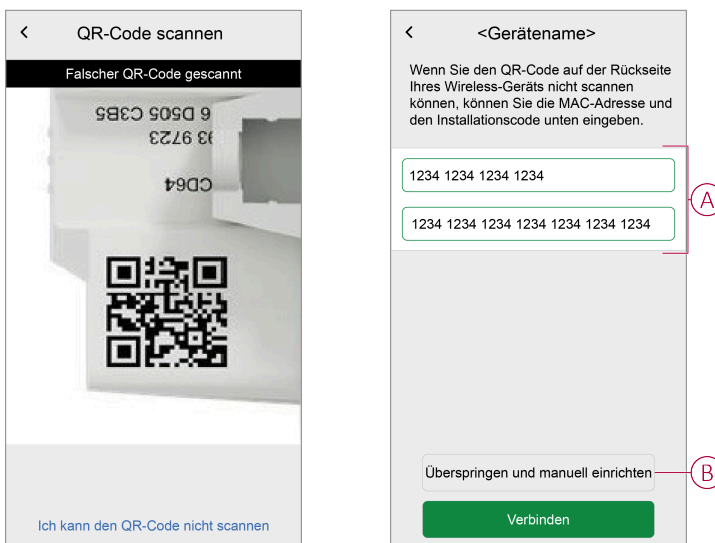 QR-Code scannen
Falscher QR-Code gescannt
6 D505 C3B5
93 9723
CD64
Ich kann den QR-Code nicht scannen
<Gerätename>
Wenn Sie den QR-Code auf der Rückseite
Ihres Wireless-Geräts nicht scannen
können, können Sie die MAC-Adresse und
den Installationscode unten eingeben.
1234 1234 1234 1234
1234 1234 1234 1234 1234 1234 1234
A
Überspringen und manuell einrichten
B
Verbinden